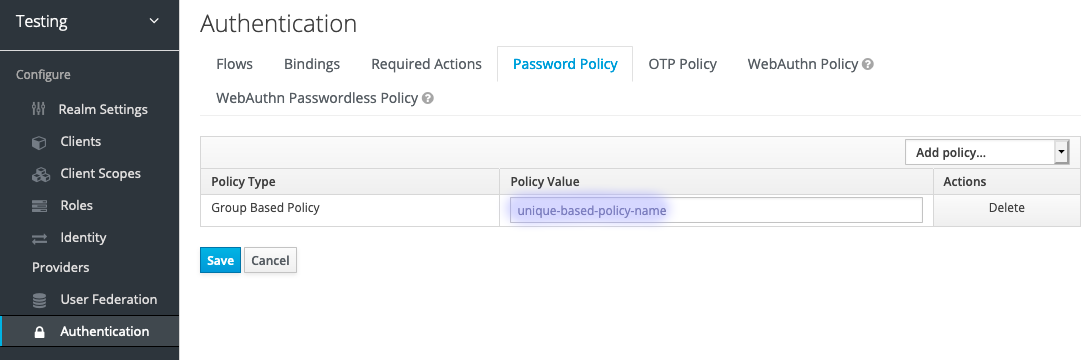 Testing
Configure
Realm Settings
Clients
Client Scopes
Roles
Identity
Providers
User Federation
Authentication
Authentication
Flows Bindings Required Actions Password Policy OTP Policy WebAuthn Policy ?
WebAuthn Passwordless Policy ?
Add policy...
Policy Type Policy Value Actions
Group Based Policy unique-based-policy-name Delete
Save Cancel